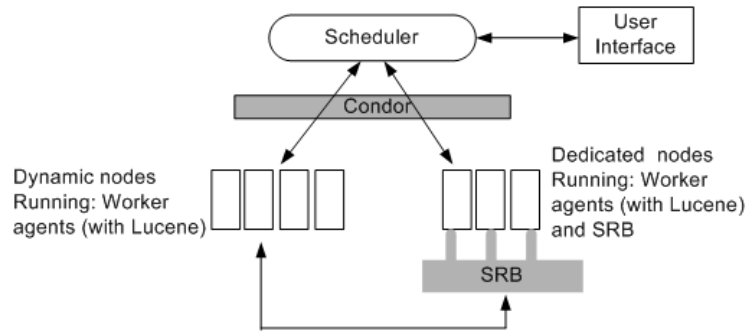 Scheduler
User
Interface
Condor
Dynamic nodes
Running: Worker
agents (with Lucene)
Dedicated nodes
Running: Worker
agents (with Lucene)
and SRB
SRB